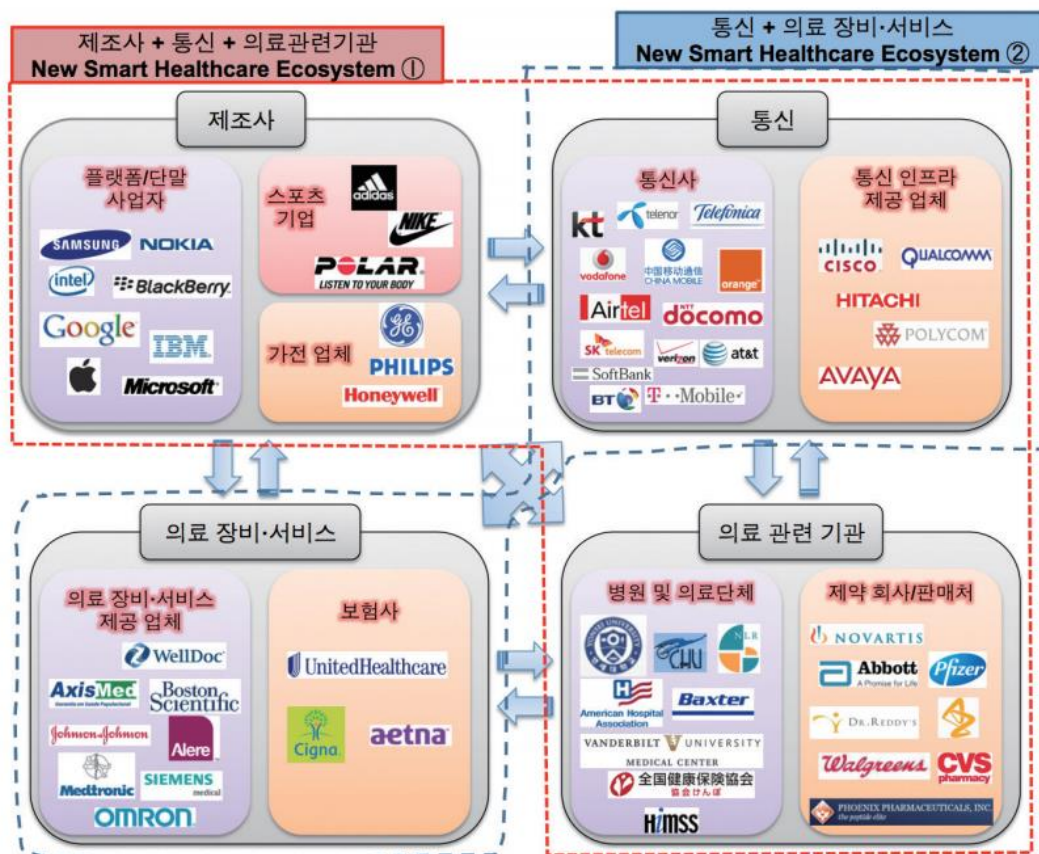 제조사 + 통신 + 의료관련기관
New Smart Healthcare Ecosystem ①
통신 + 의료 장비·서비스
New Smart Healthcare Ecosystem ②
제조사
플랫폼/단말
사업자
SAMSUNG
NOKIA
intel
BlackBerry
Google
IBM
Microsoft
스포츠
기업
adidas
NIKE
POLAR
LISTEN TO YOUR BODY
가전 업체
GE
PHILIPS
Honeywell
통신
통신사
kt
telenor
Telefónica
vodafone
中国移动通信
CHINA MOBILE
orange
Airtel
NTT
docomo
SK
telecom
verizon
at&t
SoftBank
BT
T··Mobile
통신 인프라
제공 업체
CISCO
QUALCOMM
HITACHI
POLYCOM
AVAYA
의료 장비·서비스
의료 장비·서비스
제공 업체
WellDoc
AxisMed
Boston
Scientific
Johnson&Johnson
Alere
Medtronic
SIEMENS
medical
OMRON
보험사
UnitedHealthcare
Cigna
aetna
의료 관련 기관
병원 및 의료단체
YONSEI UNIVERSITY
CHU
NLR
H
American Hospital
Association
Baxter
VANDERBILT V UNIVERSITY
MEDICAL CENTER
全国健康保険協会
協会けんぽ
HiMSS
제약 회사/판매처
NOVARTIS
Abbott
A Promise for Life
Pfizer
DR.REDDY'S
Walgreens
CVS
pharmacy
PHOENIX PHARMACEUTICALS, INC.
the peptide elite